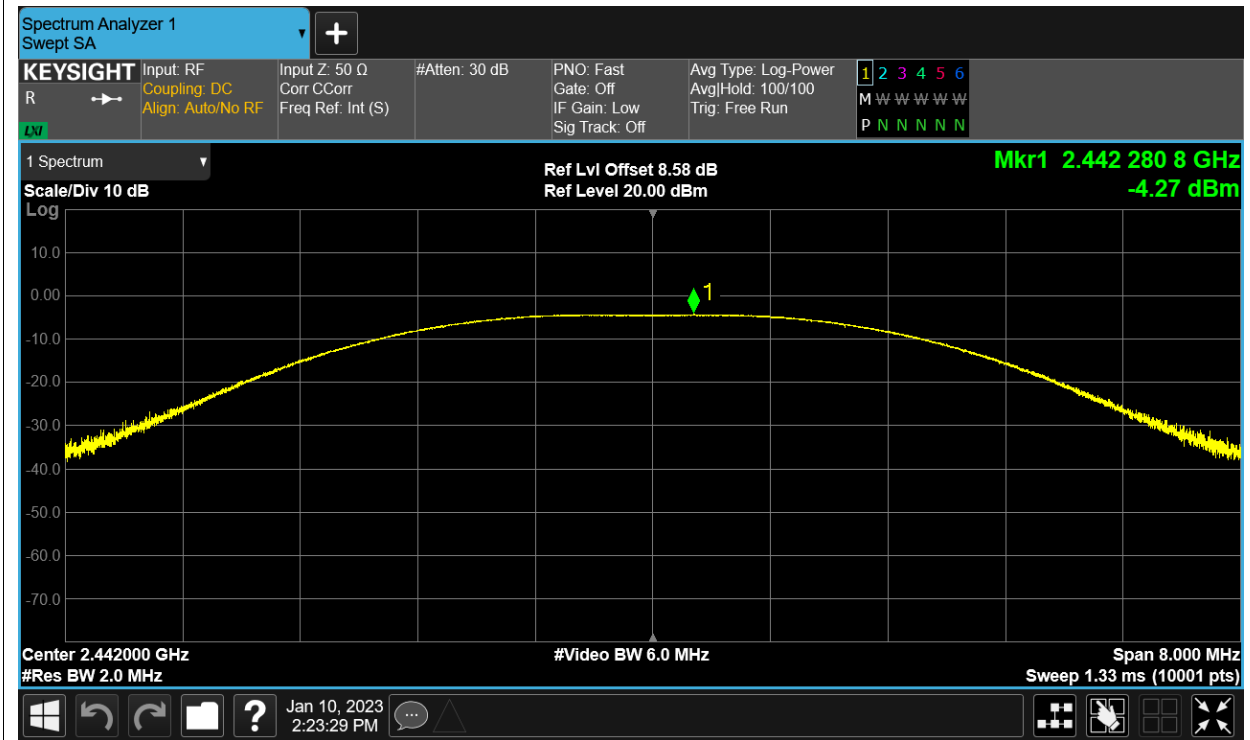 Spectrum Analyzer 1
Swept SA
KEYSIGHT
R
LXI
Input: RF
Coupling: DC
Align: Auto/No RF
Input Z: 50 Ω
Corr CCorr
Freq Ref: Int (S)
#Atten: 30 dB
PNO: Fast
Gate: Off
IF Gain: Low
Sig Track: Off
Avg Type: Log-Power
Avg|Hold: 100/100
Trig: Free Run
1 2 3 4 5 6
M W W W W W
P N N N N N
1 Spectrum
Scale/Div 10 dB
Log
Ref Lvl Offset 8.58 dB
Ref Level 20.00 dBm
Mkr1 2.442 280 8 GHz
-4.27 dBm
10.0
0.00
-10.0
-20.0
-30.0
-40.0
-50.0
-60.0
-70.0
1
Center 2.442000 GHz
#Res BW 2.0 MHz
#Video BW 6.0 MHz
Span 8.000 MHz
Sweep 1.33 ms (10001 pts)
?
Jan 10, 2023
2:23:29 PM